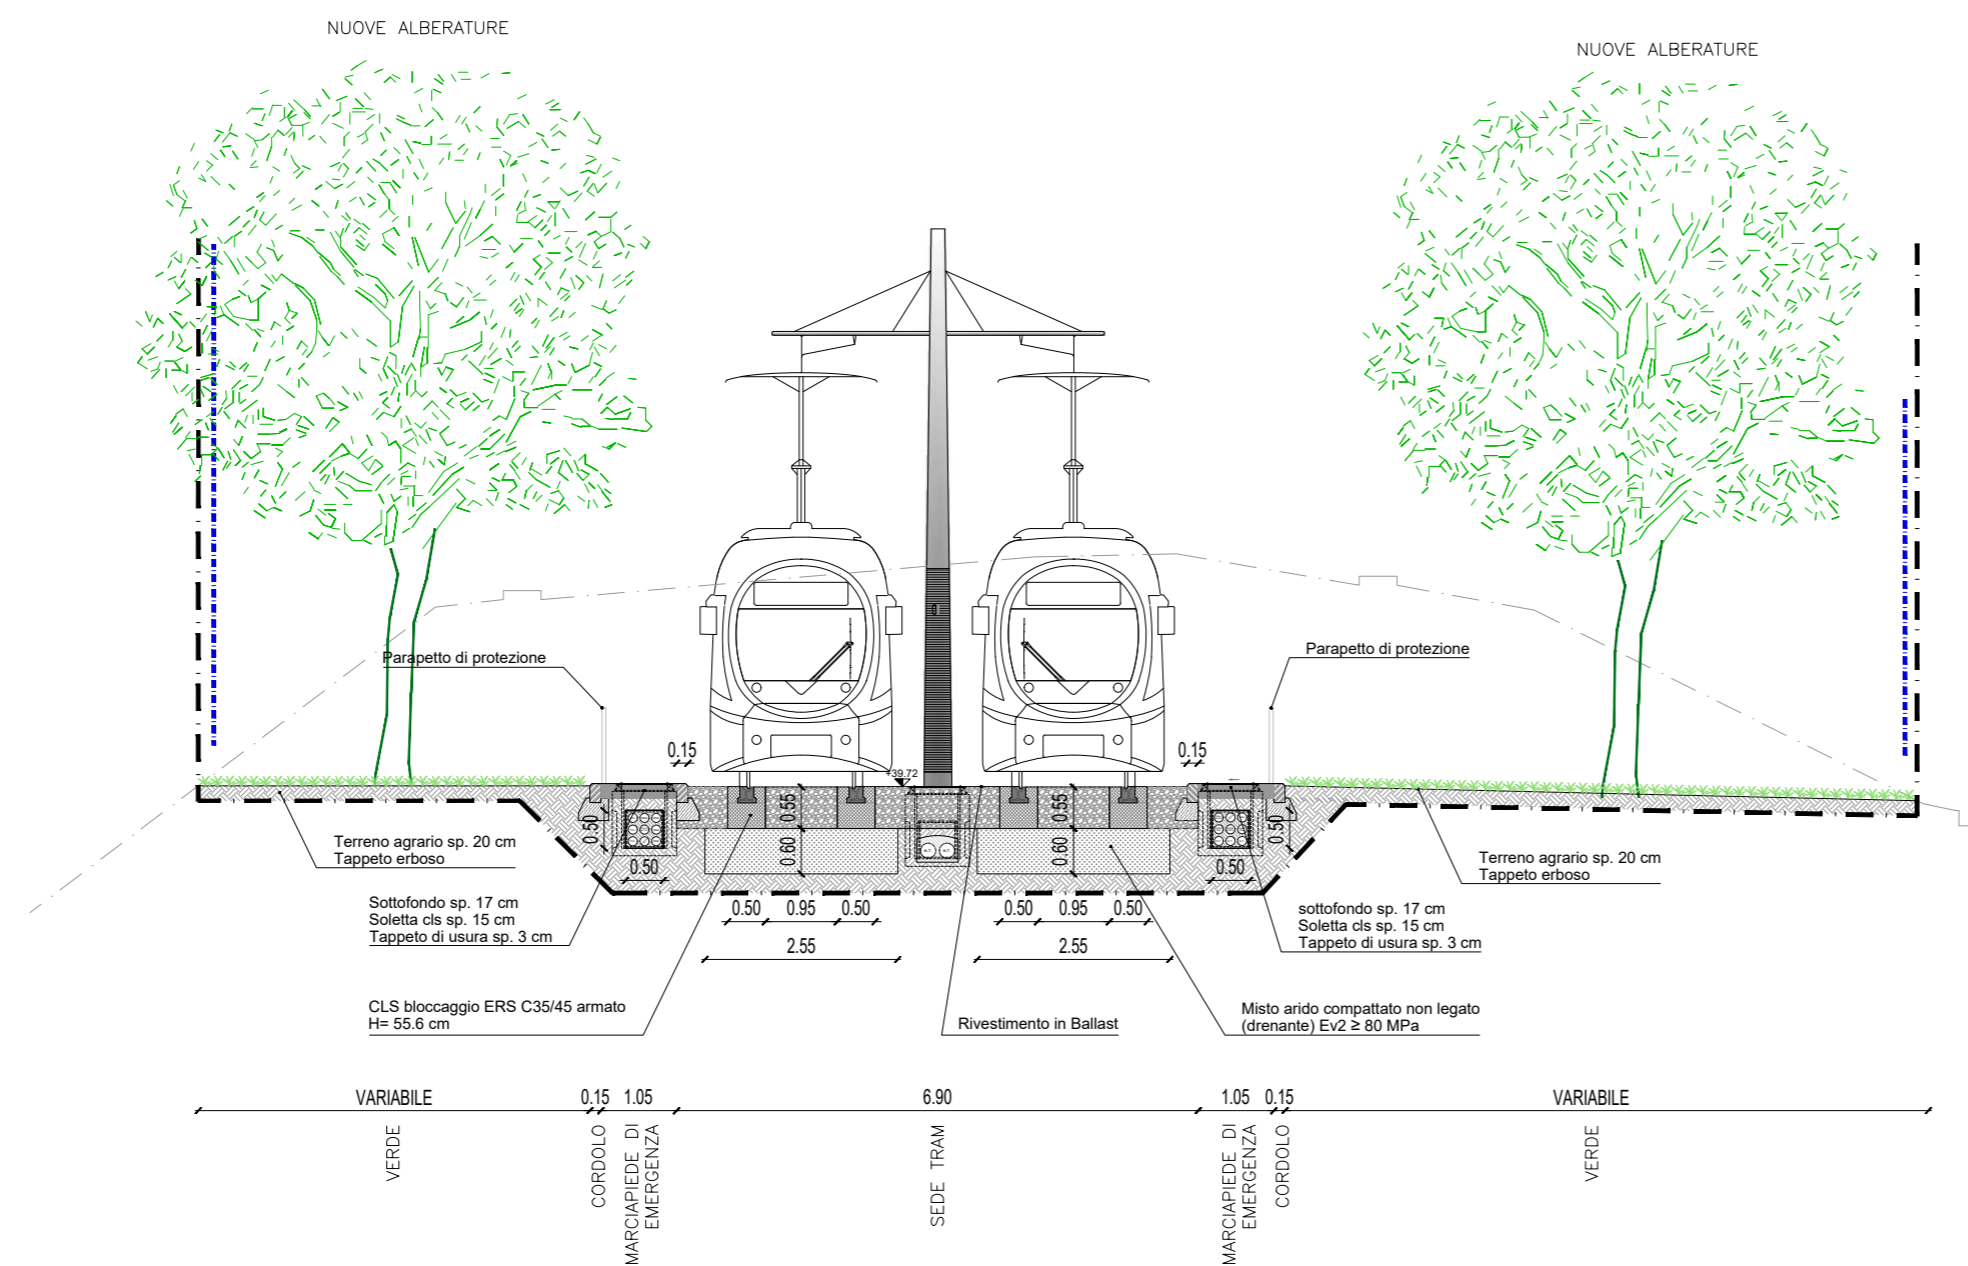 NUOVE ALBERATURE
NUOVE ALBERATURE
Parapetto di protezione
Parapetto di protezione
0.15
0.15
+39.72
0.55
0.55
0.50
0.50
0.60
0.60
0.50
0.50
Terreno agrario sp. 20 cm
Tappeto erboso
Terreno agrario sp. 20 cm
Tappeto erboso
Sottofondo sp. 17 cm
Soletta cls sp. 15 cm
Tappeto di usura sp. 3 cm
0.50 0.95 0.50
2.55
0.50 0.95 0.50
2.55
sottofondo sp. 17 cm
Soletta cls sp. 15 cm
Tappeto di usura sp. 3 cm
CLS bloccaggio ERS C35/45 armato
H= 55.6 cm
Rivestimento in Ballast
Misto arido compattato non legato
(drenante) Ev2 ≥ 80 MPa
VARIABILE 0.15 1.05 6.90 1.05 0.15 VARIABILE
VERDE
CORDOLO
MARCIAPIEDE DI
EMERGENZA
SEDE TRAM
MARCIAPIEDE DI
EMERGENZA
CORDOLO
VERDE